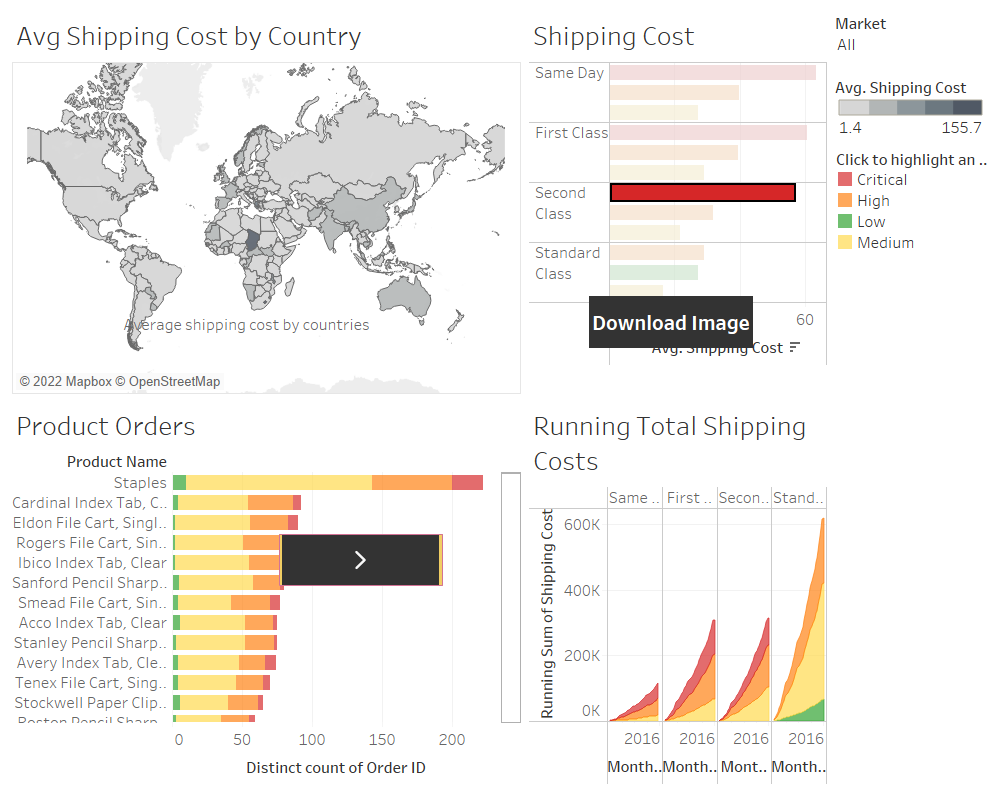 Avg Shipping Cost by Country
Average shipping cost by countries
© 2022 Mapbox © OpenStreetMap
Shipping Cost
Same Day
First Class
Second
Class
Standard
Class
Download Image
60
Avg. Shipping Cost
Market
All
Avg. Shipping Cost
1.4 155.7
Click to highlight an ..
Critical
High
Low
Medium
Product Orders
Product Name
Staples
Cardinal Index Tab, C..
Eldon File Cart, Singl..
Rogers File Cart, Sin..
Ibico Index Tab, Clear
Sanford Pencil Sharp..
Smead File Cart, Sin..
Acco Index Tab, Clear
Stanley Pencil Sharp..
Avery Index Tab, Cle..
Tenex File Cart, Sing..
Stockwell Paper Clip..
Boston Pencil Sharp..
0 50 100 150 200
Distinct count of Order ID
Running Total Shipping
Costs
Same .. First .. Secon.. Stand..
Running Sum of Shipping Cost
600K
400K
200K
0K
2016 2016 2016 2016
Month.. Month.. Mont.. Month..